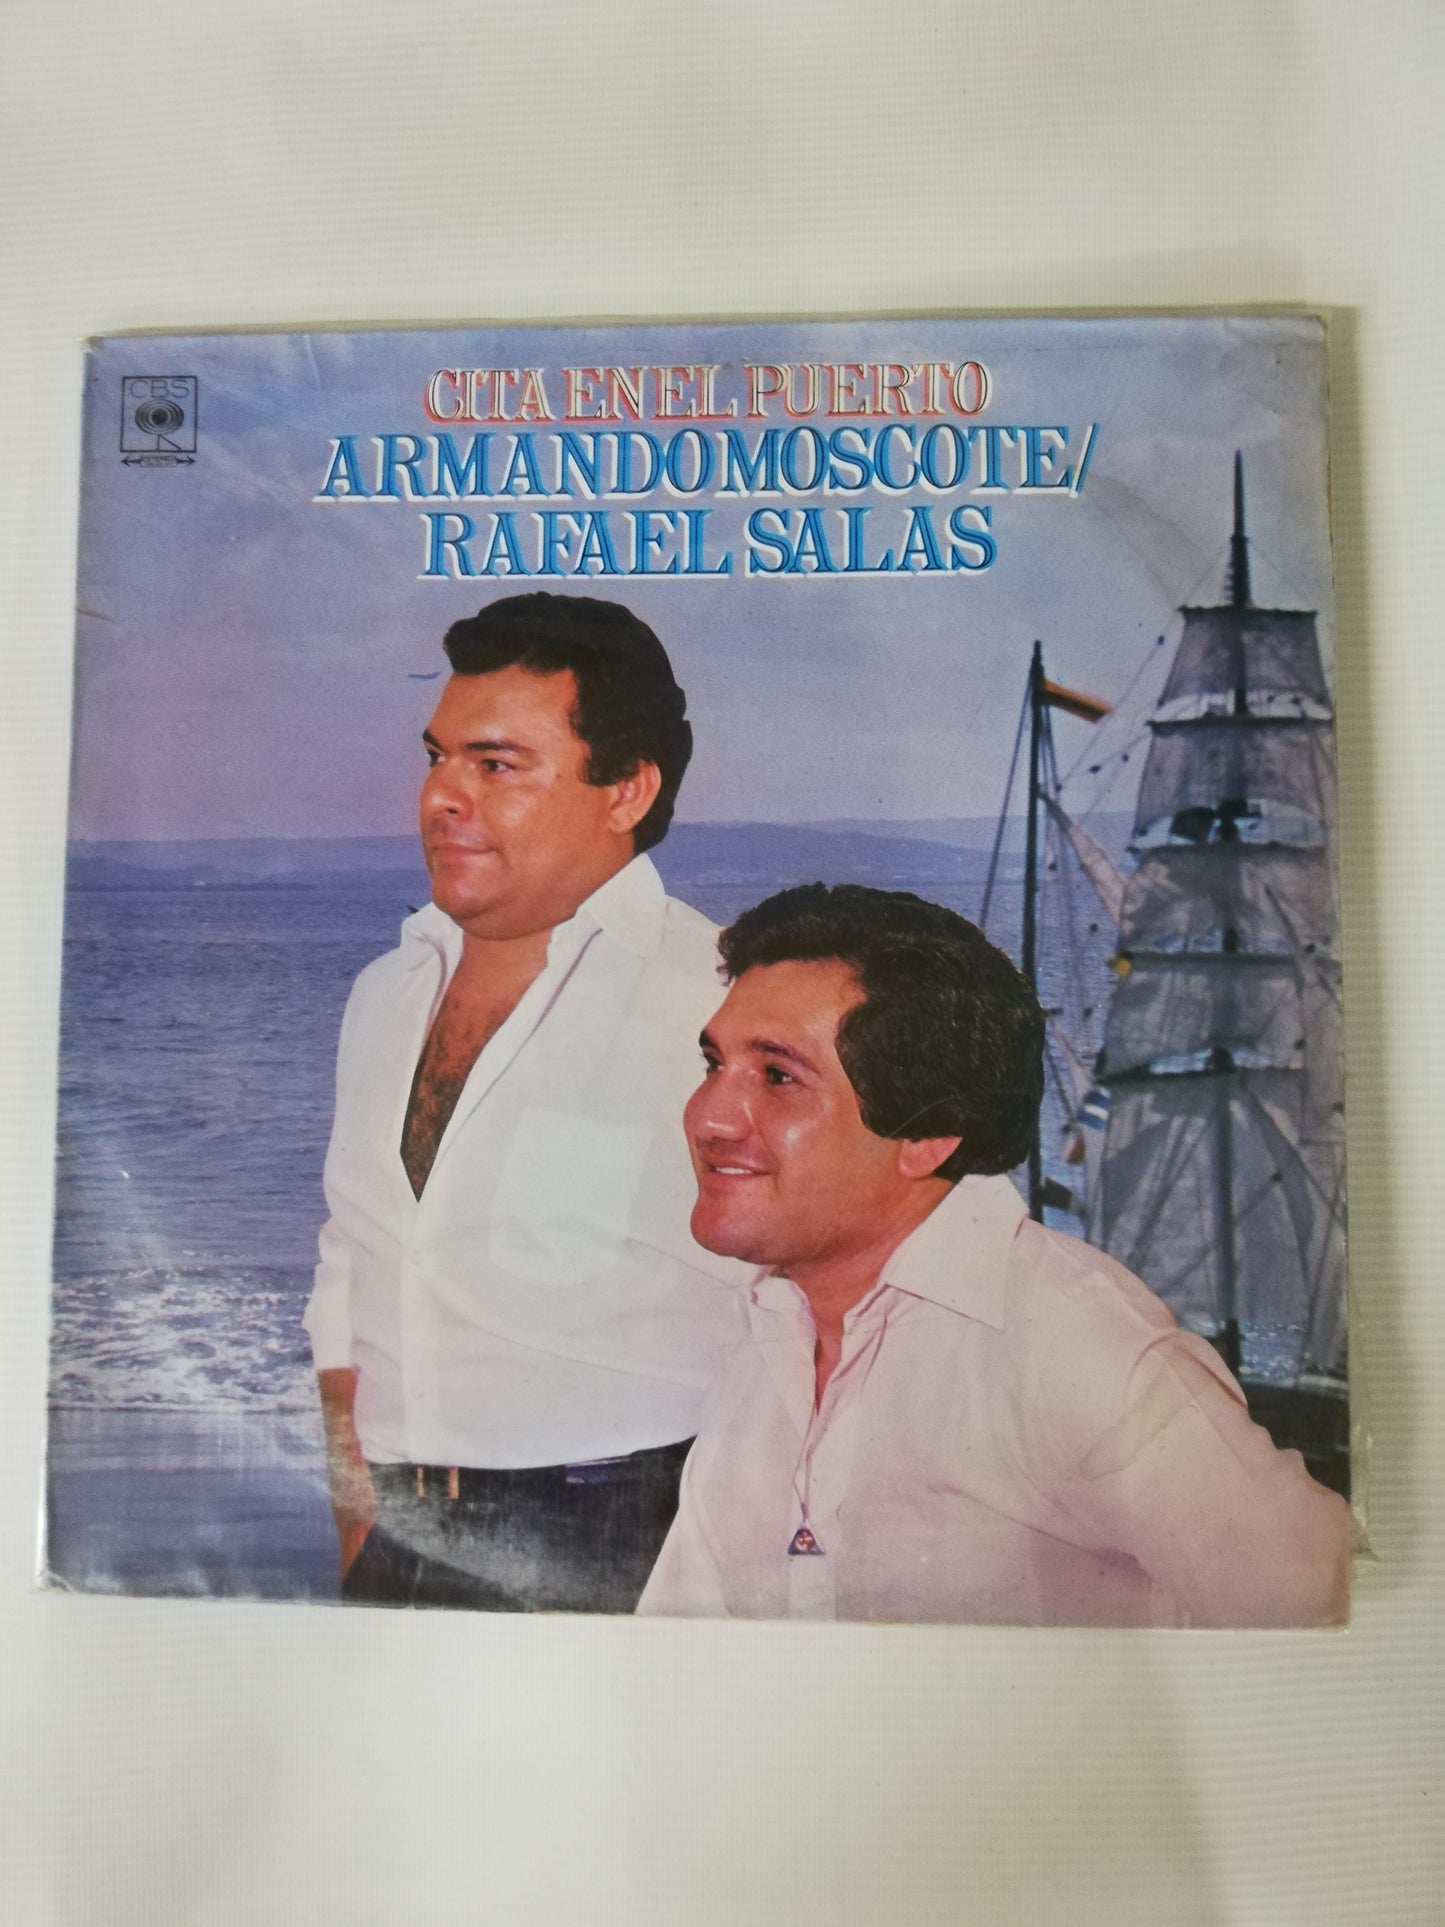 CBS
CITA EN EL PUERTO
ARMANDO MOSCOTE/
RAFAEL SALAS